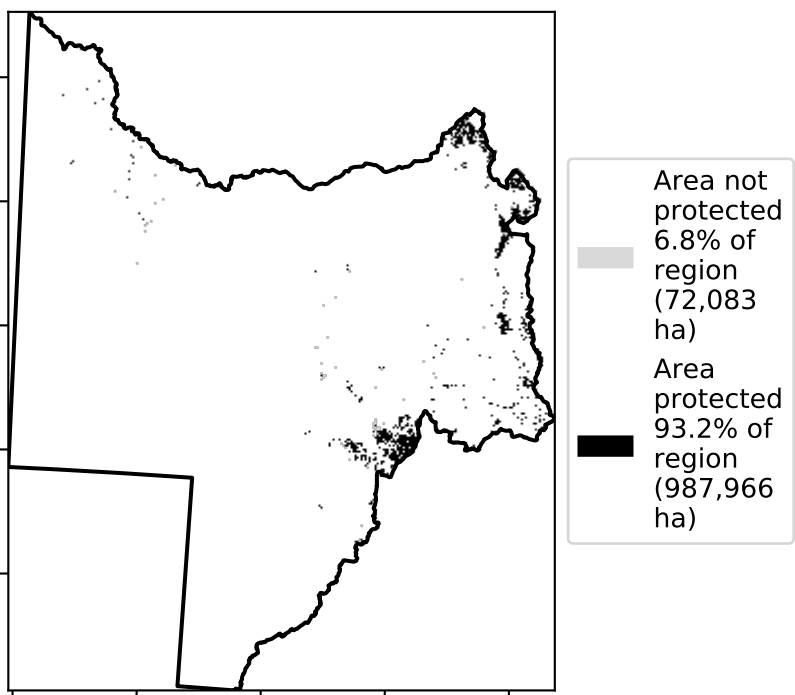 Area not
protected
6.8% of
region
(72,083
ha)
Area
protected
93.2% of
region
(987,966
ha)